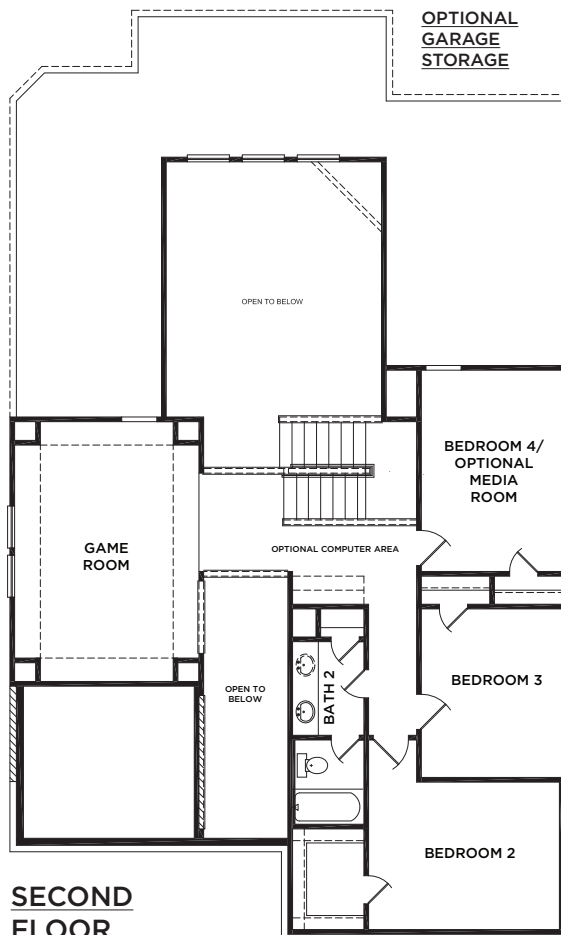 OPTIONAL
GARAGE
STORAGE
OPEN TO BELOW
BEDROOM 4/
OPTIONAL
MEDIA
ROOM
GAME
ROOM
OPTIONAL COMPUTER AREA
BATH 2
BEDROOM 3
OPEN TO
BELOW
BEDROOM 2
SECOND
FLOOR